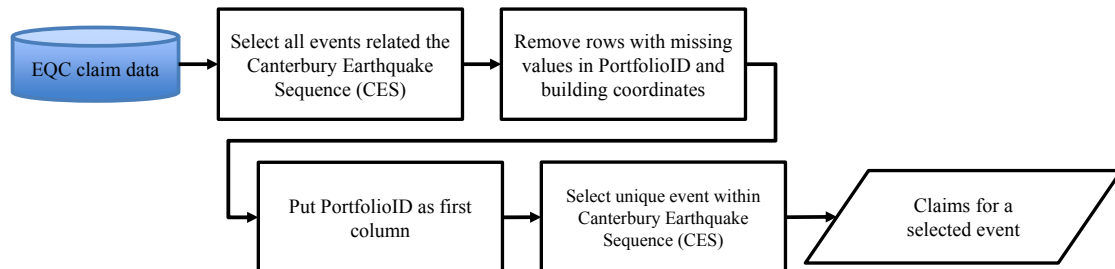 EQC claim data
Select all events related the
Canterbury Earthquake
Sequence (CES)
Remove rows with missing
values in PortfolioID and
building coordinates
Put PortfolioID as first
column
Select unique event within
Canterbury Earthquake
Sequence (CES)
Claims for a
selected event